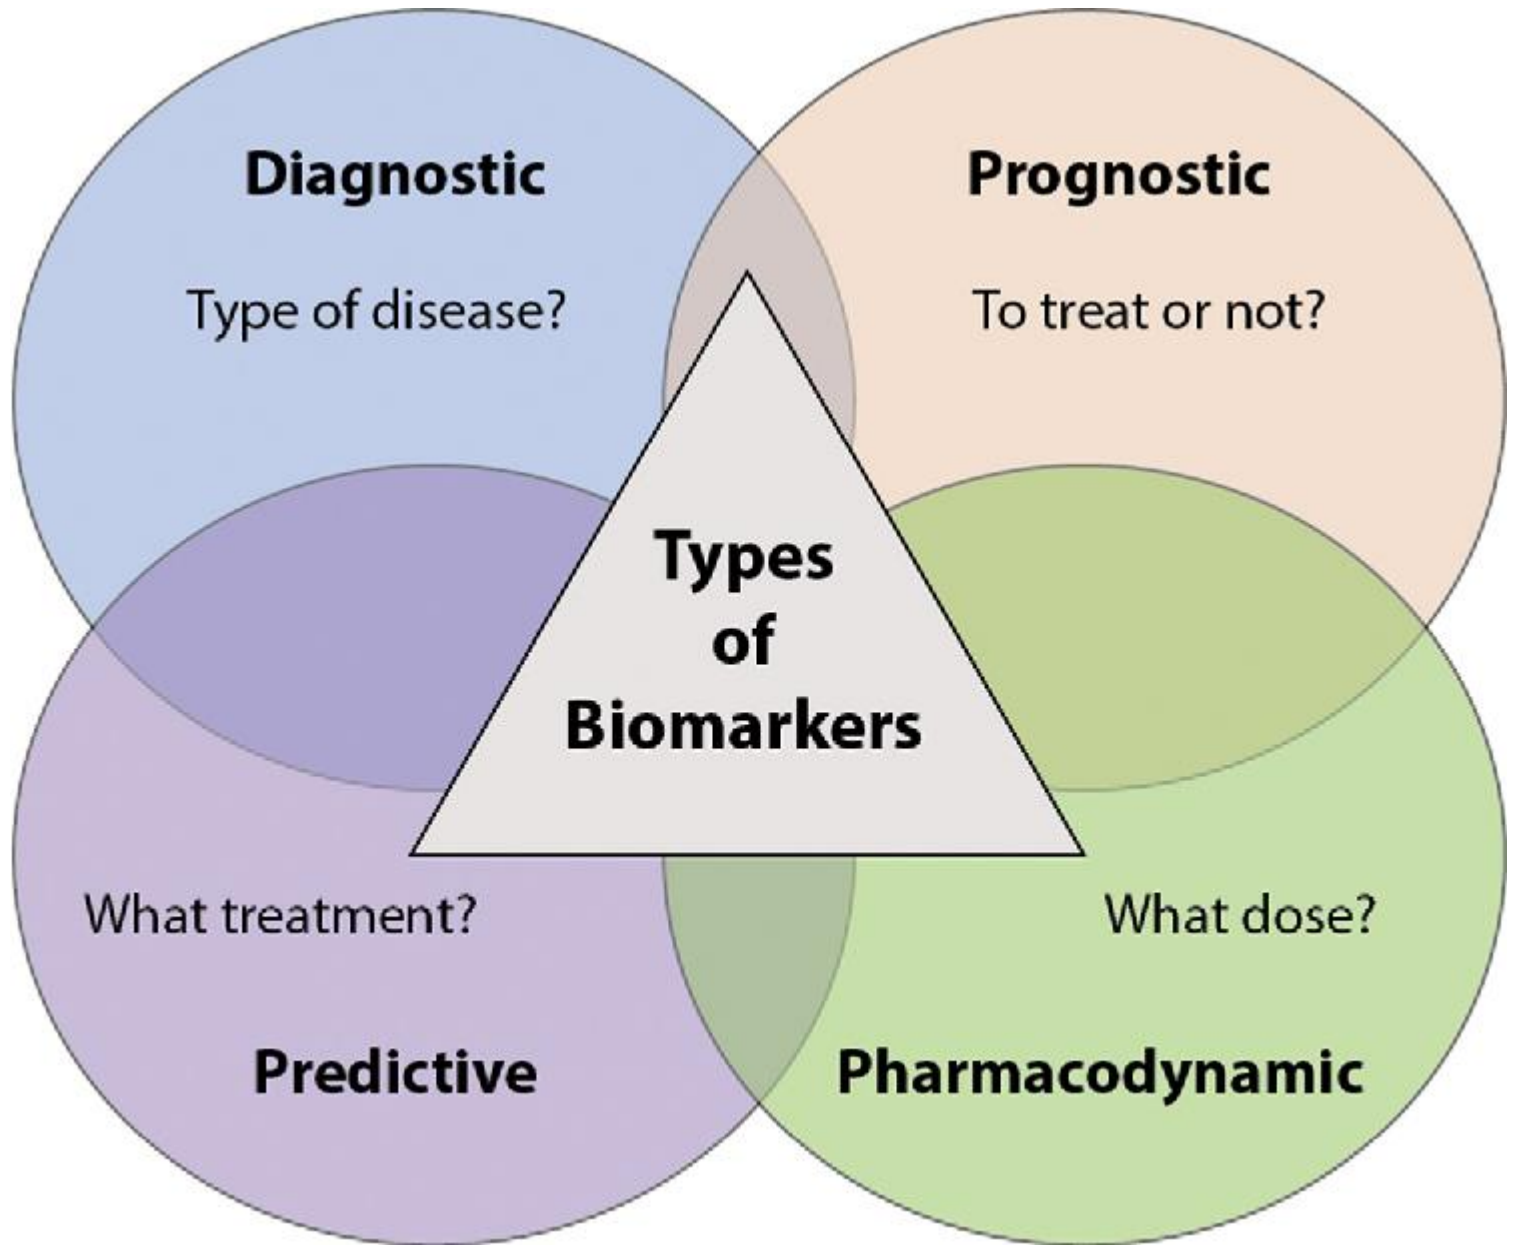 Diagnostic
Prognostic
Type of disease?
To treat or not?
Types
of
Biomarkers
What treatment?
What dose?
Predictive
Pharmacodynamic